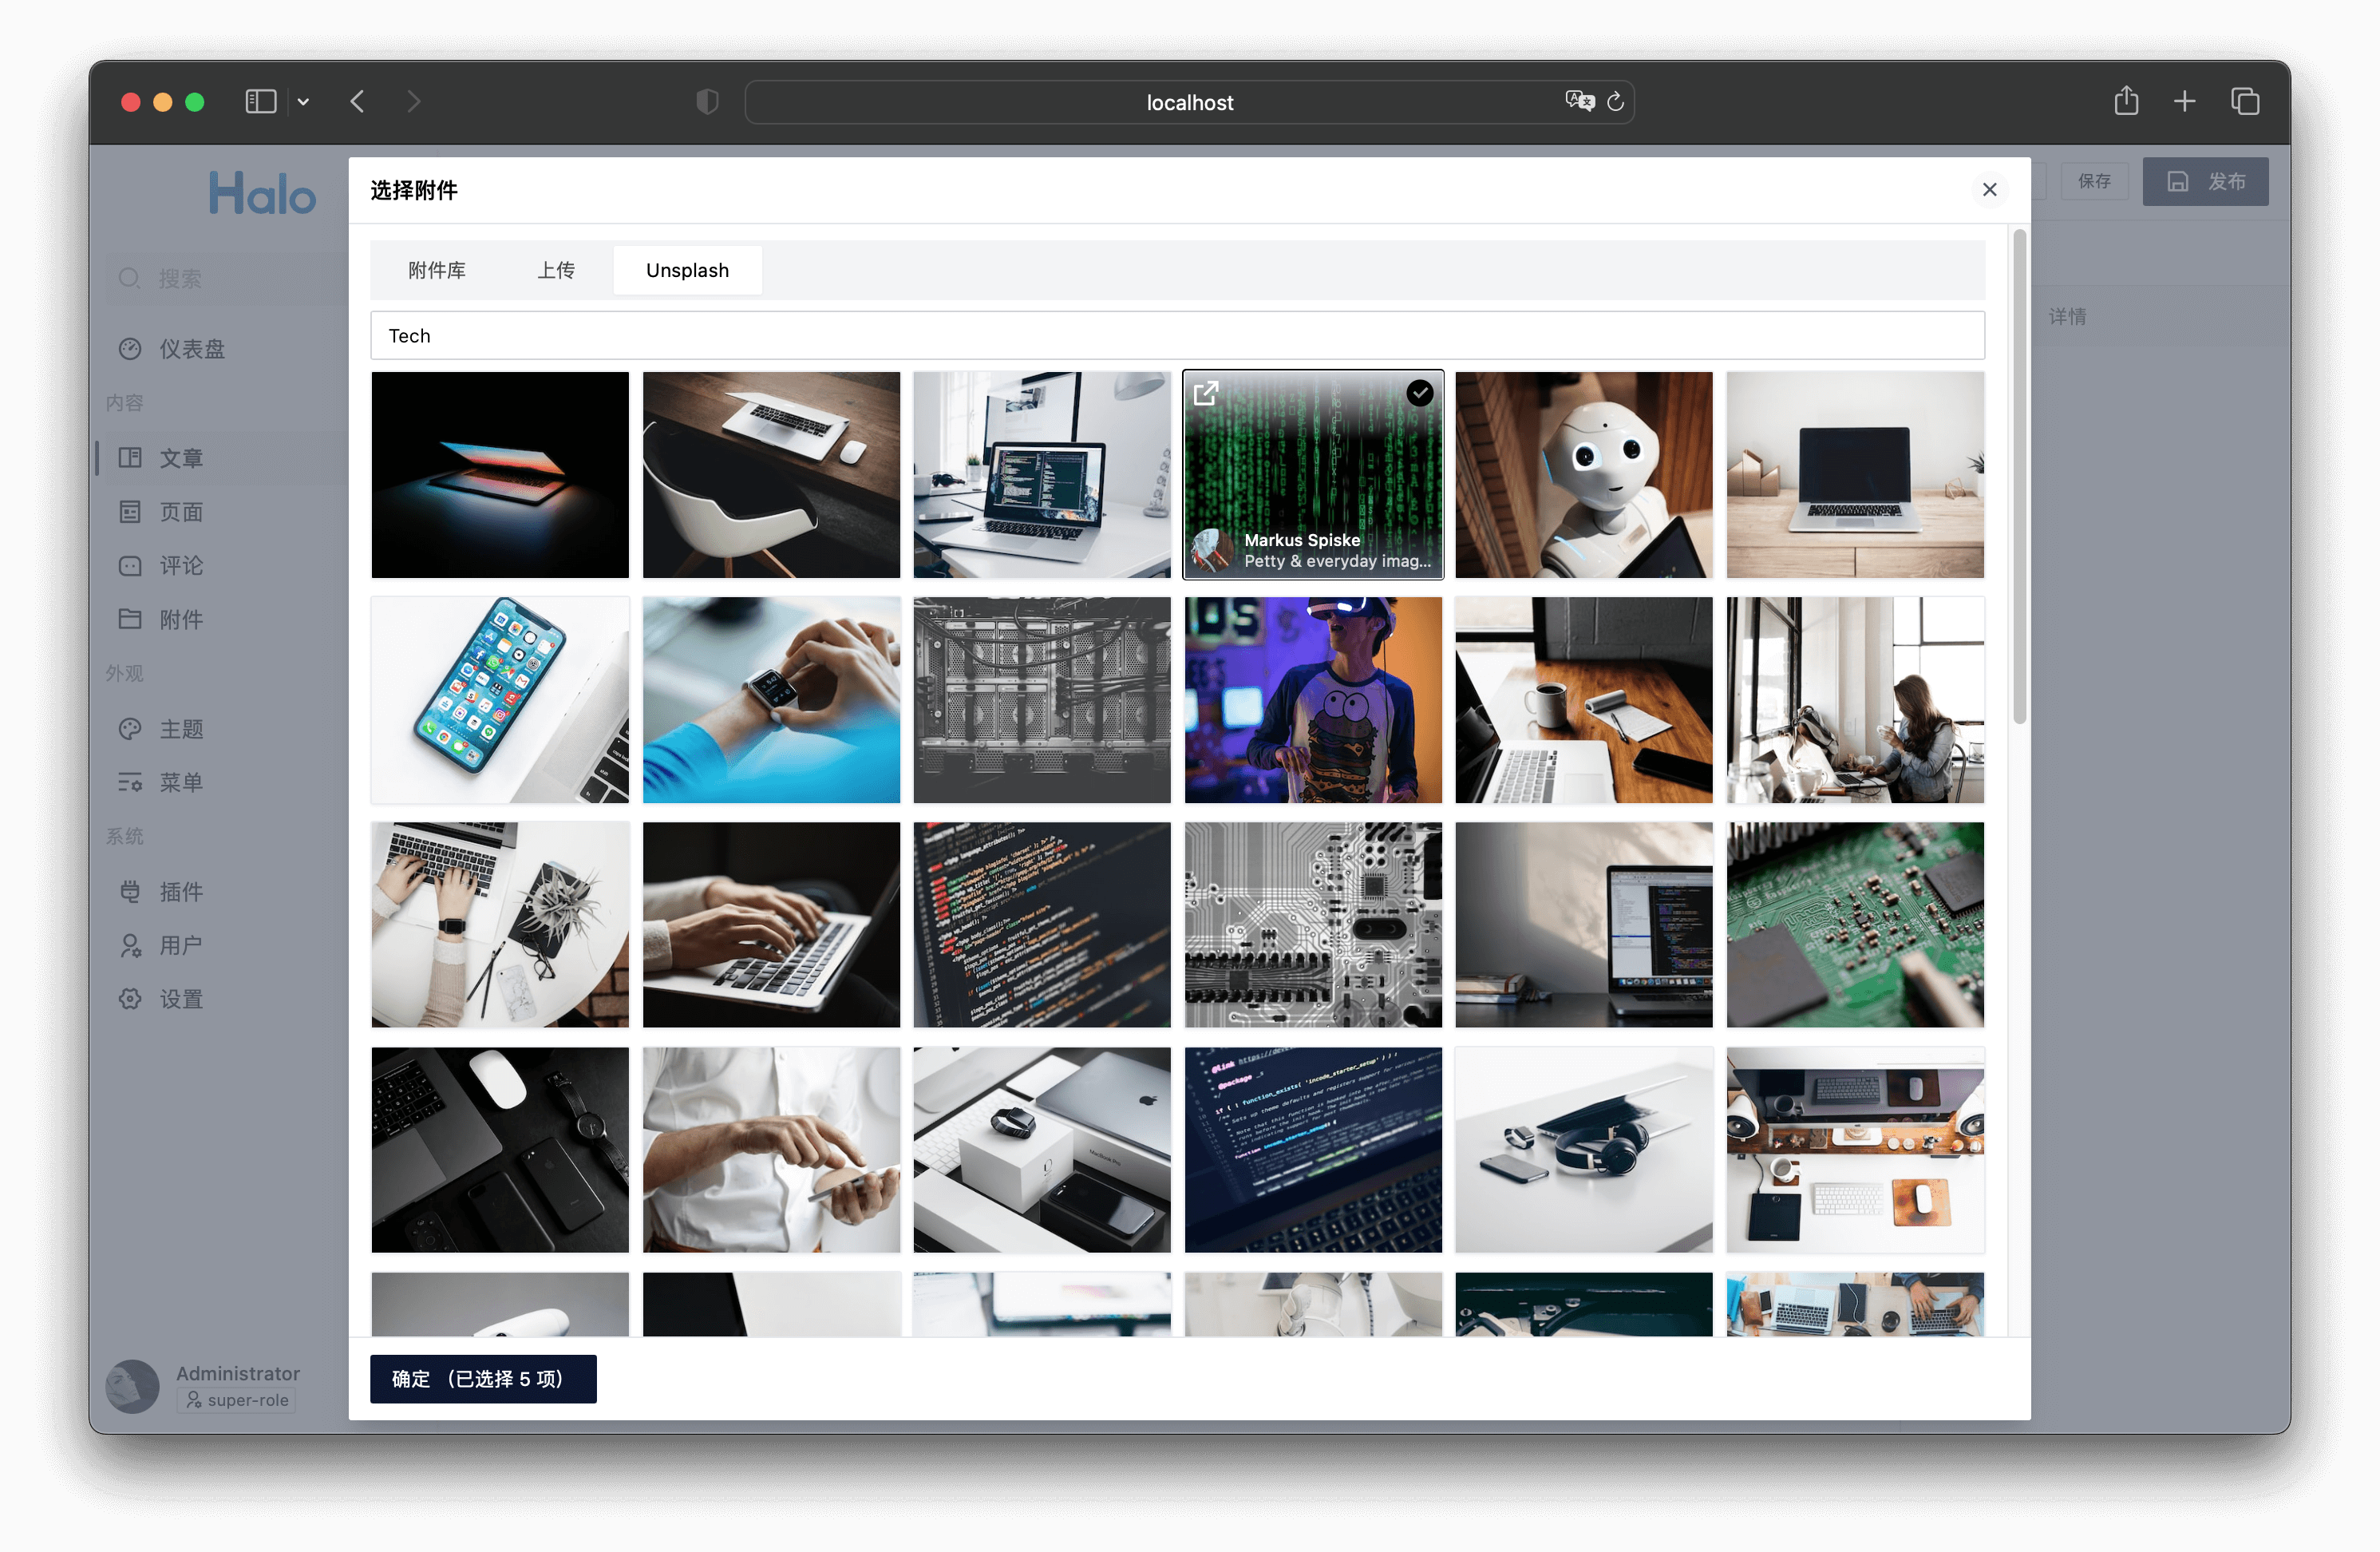 localhost
Halo
搜索
仪表盘
内容
文章
页面
评论
附件
外观
主题
菜单
系统
插件
用户
设置
Administrator
super-role
保存
发布
详情
选择附件
附件库
上传
Unsplash
Tech
Markus Spiske
Petty & everyday imag...
确定 （已选择 5 项）